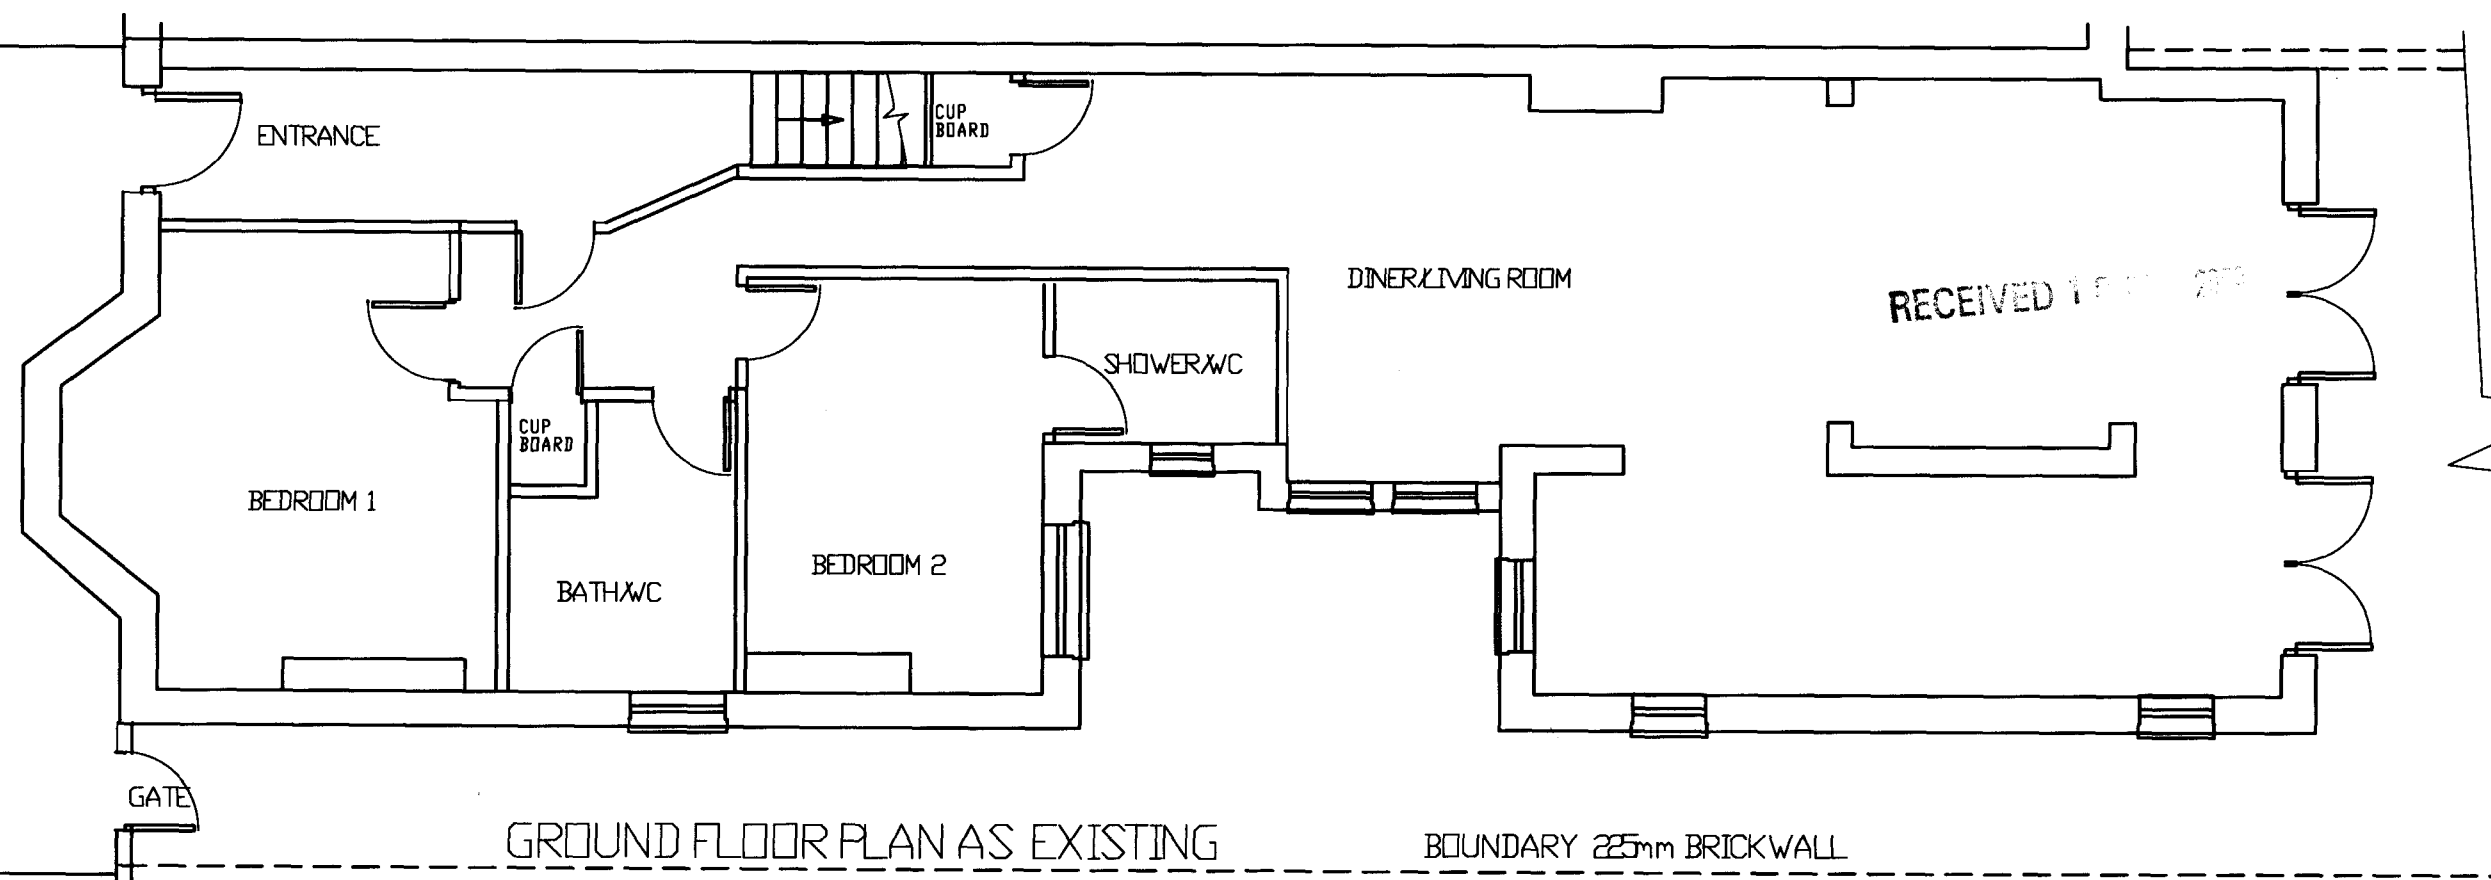 ENTRANCE
CUP
BOARD
DINER/LIVING ROOM
RECEIVED
SHOWER/WC
CUP
BOARD
BEDROOM 1
BEDROOM 2
BATH/WC
GATE
GROUND FLOOR PLAN AS EXISTING
BOUNDARY 225mm BRICKWALL